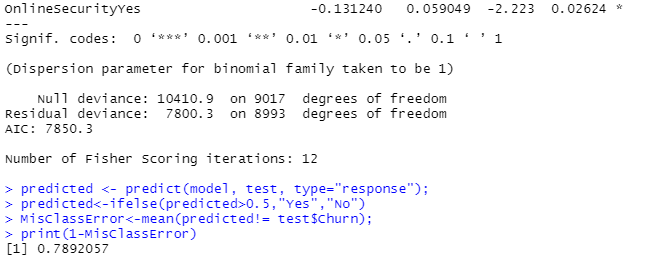 OnlineSecurityYes -0.131240 0.059049 -2.223 0.02624 *
---
Signif. codes: 0 ‘***’ 0.001 ‘**’ 0.01 ‘*’ 0.05 ‘.’ 0.1 ‘ ’ 1
(Dispersion parameter for binomial family taken to be 1)
Null deviance: 10410.9 on 9017 degrees of freedom
Residual deviance: 7800.3 on 8993 degrees of freedom
AIC: 7850.3
Number of Fisher Scoring iterations: 12
> predicted <- predict(model, test, type="response");
> predicted<-ifelse(predicted>0.5,"Yes","No")
> MisClassError<-mean(predicted!= test$Churn);
> print(1-MisClassError)
[1] 0.7892057